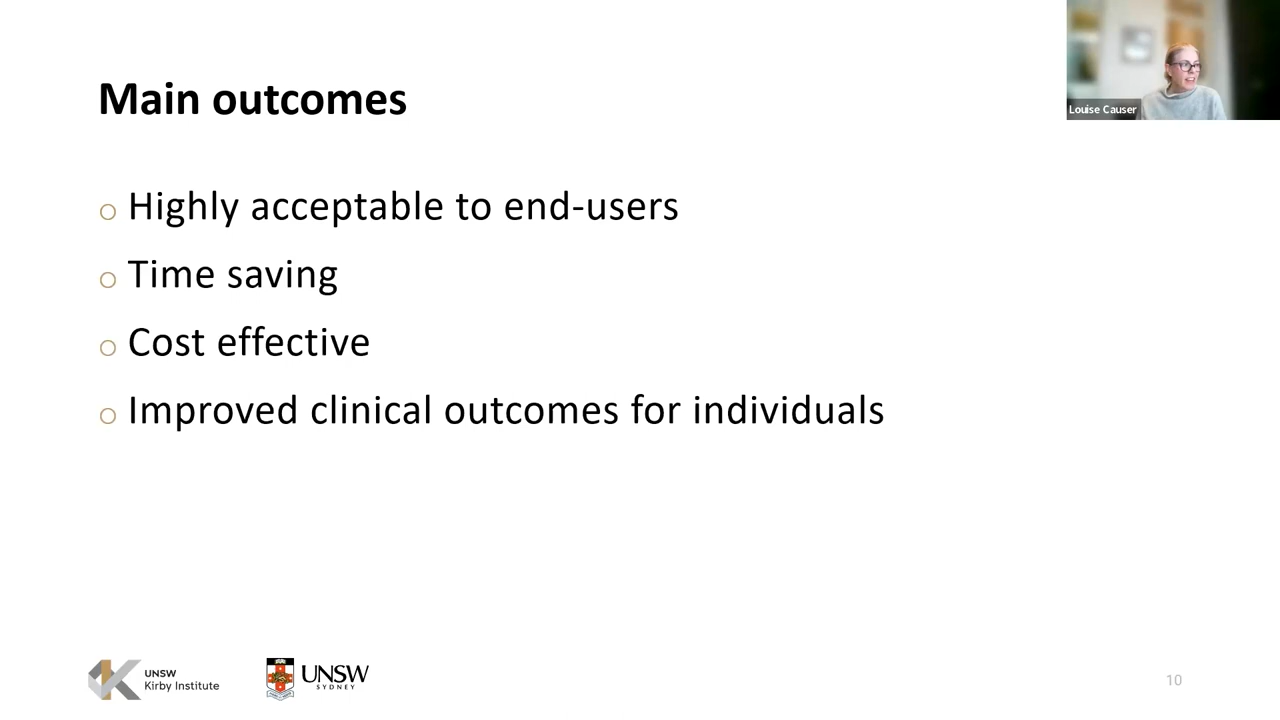 Louise Causer
Main outcomes
o Highly acceptable to end-users
o Time saving
o Cost effective
o Improved clinical outcomes for individuals
UNSW
Kirby Institute
UNSW
SYDNEY
10